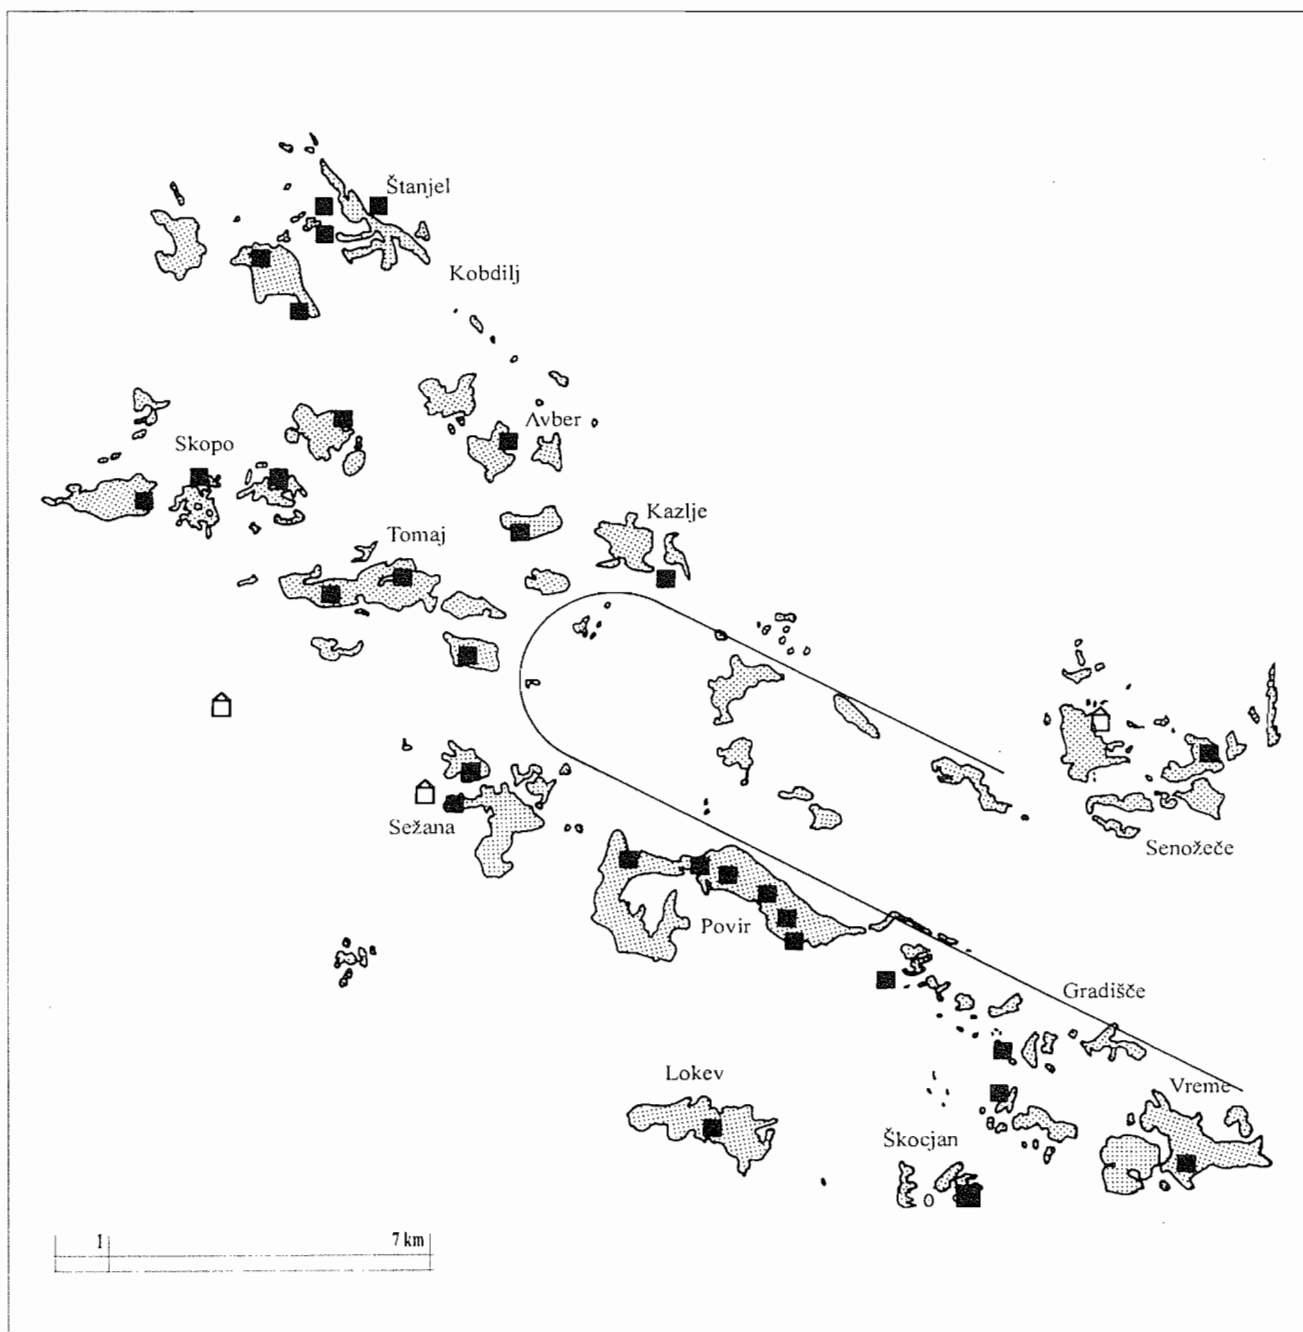 Štanjel
Kobdilj
Avber
Skopo
Kazlje
Tomaj
Sežana
Senožeče
Povir
Gradišče
Lokev
Vreme
Škocjan
1 7 km